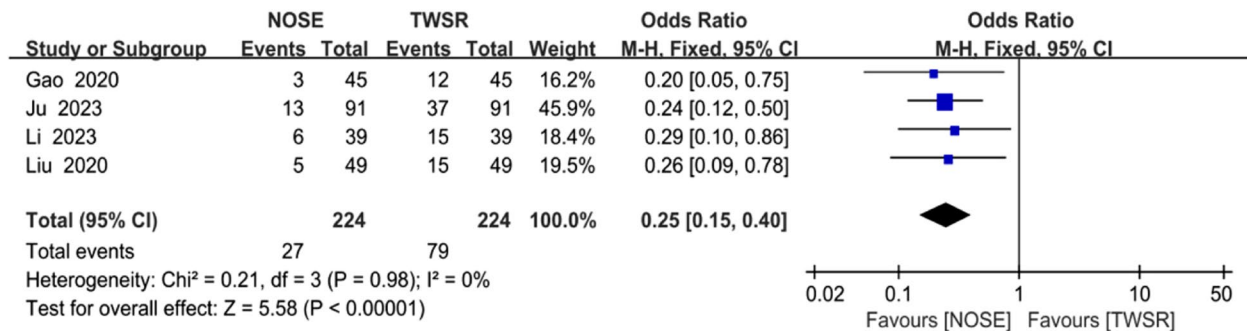 NOSE TWSR Odds Ratio Odds Ratio
Study or Subgroup Events Total Events Total Weight M-H, Fixed, 95% CI M-H, Fixed, 95% CI
Gao 2020 3 45 12 45 16.2% 0.20 [0.05, 0.75]
Ju 2023 13 91 37 91 45.9% 0.24 [0.12, 0.50]
Li 2023 6 39 15 39 18.4% 0.29 [0.10, 0.86]
Liu 2020 5 49 15 49 19.5% 0.26 [0.09, 0.78]
Total (95% CI) 224 224 100.0% 0.25 [0.15, 0.40]
Total events 27 79
Heterogeneity: Chi² = 0.21, df = 3 (P = 0.98); I² = 0%
Test for overall effect: Z = 5.58 (P < 0.00001)
0.02 0.1 1 10 50
Favours [NOSE] Favours [TWSR]